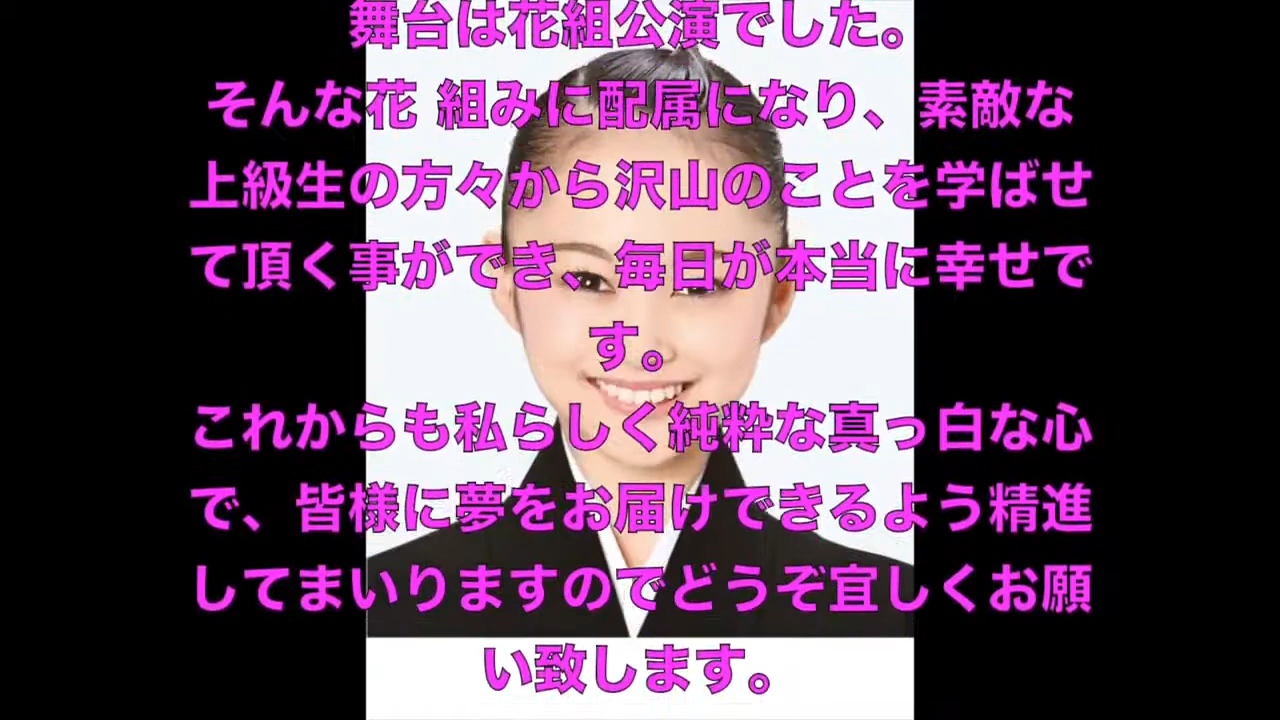 舞台は花組公演でした。
そんな花 組みに配属になり、素敵な
上級生の方々から沢山のことを学ばせ
て頂く事ができ、毎日が本当に幸せで
す。
これからも私らしく純粋な真っ白な心
で、皆様に夢をお届けできるよう精進
してまいりますのでどうぞ宜しくお願
い致します。